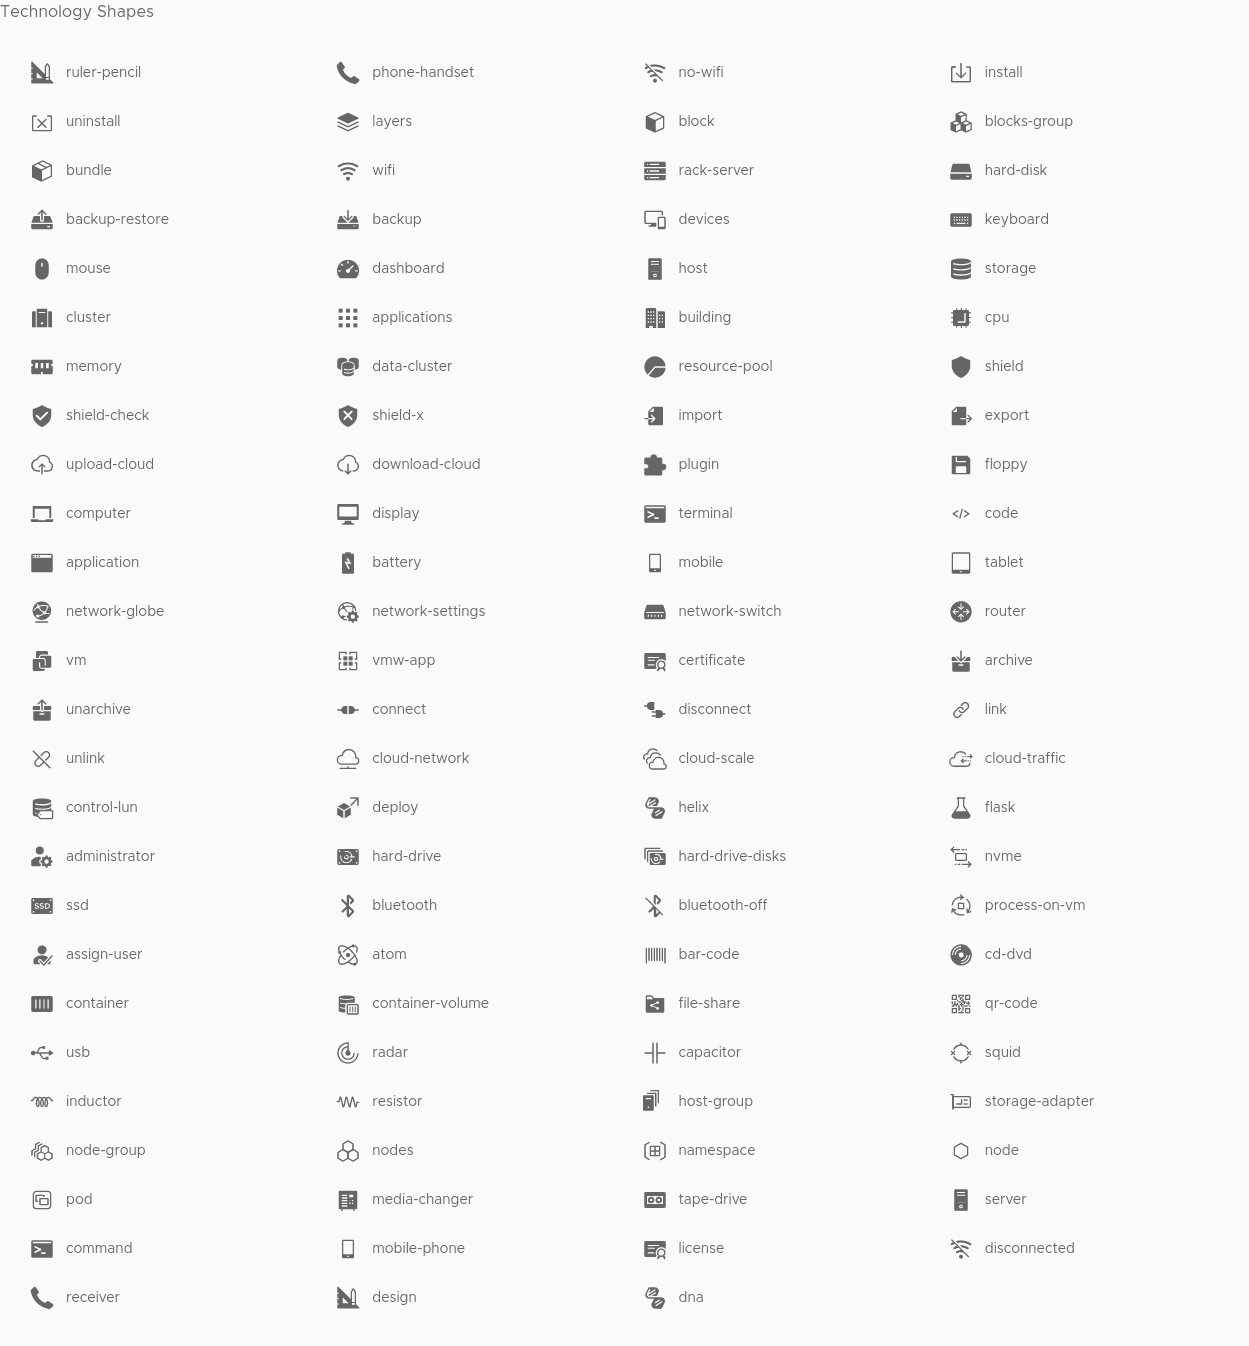 Technology Shapes
ruler-pencil phone-handset no-wifi install
uninstall layers block blocks-group
bundle wifi rack-server hard-disk
backup-restore backup devices keyboard
mouse dashboard host storage
cluster applications building cpu
memory data-cluster resource-pool shield
shield-check shield-x import export
upload-cloud download-cloud plugin floppy
computer display terminal code
application battery mobile tablet
network-globe network-settings network-switch router
vm vmw-app certificate archive
unarchive connect disconnect link
unlink cloud-network cloud-scale cloud-traffic
control-lun deploy helix flask
administrator hard-drive hard-drive-disks nvme
SSD ssd bluetooth bluetooth-off process-on-vm
assign-user atom bar-code cd-dvd
container container-volume file-share qr-code
usb radar capacitor squid
inductor resistor host-group storage-adapter
node-group nodes namespace node
pod media-changer tape-drive server
command mobile-phone license disconnected
receiver design dna